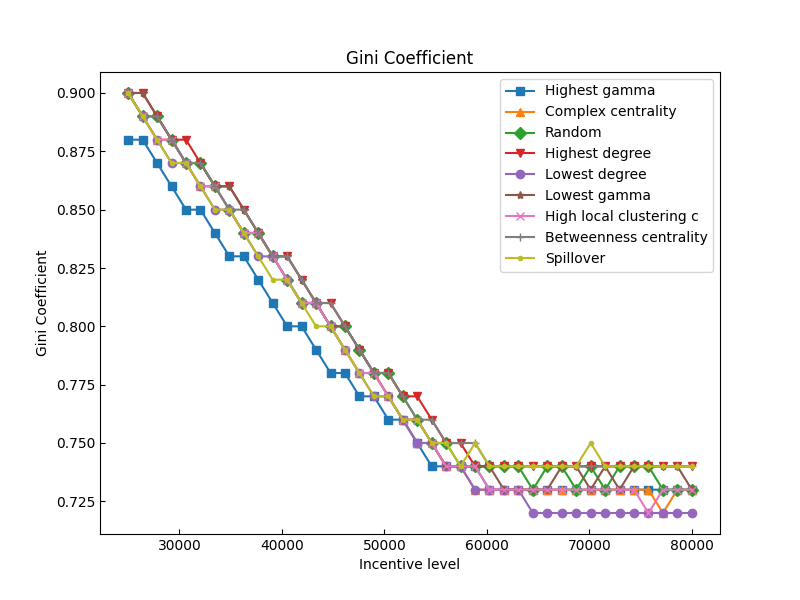 Gini Coefficient
Highest gamma
Complex centrality
Random
Highest degree
Lowest degree
Lowest gamma
High local clustering c
Betweenness centrality
Spillover
Gini Coefficient
0.900
0.875
0.850
0.825
0.800
0.775
0.750
0.725
30000 40000 50000 60000 70000 80000
Incentive level